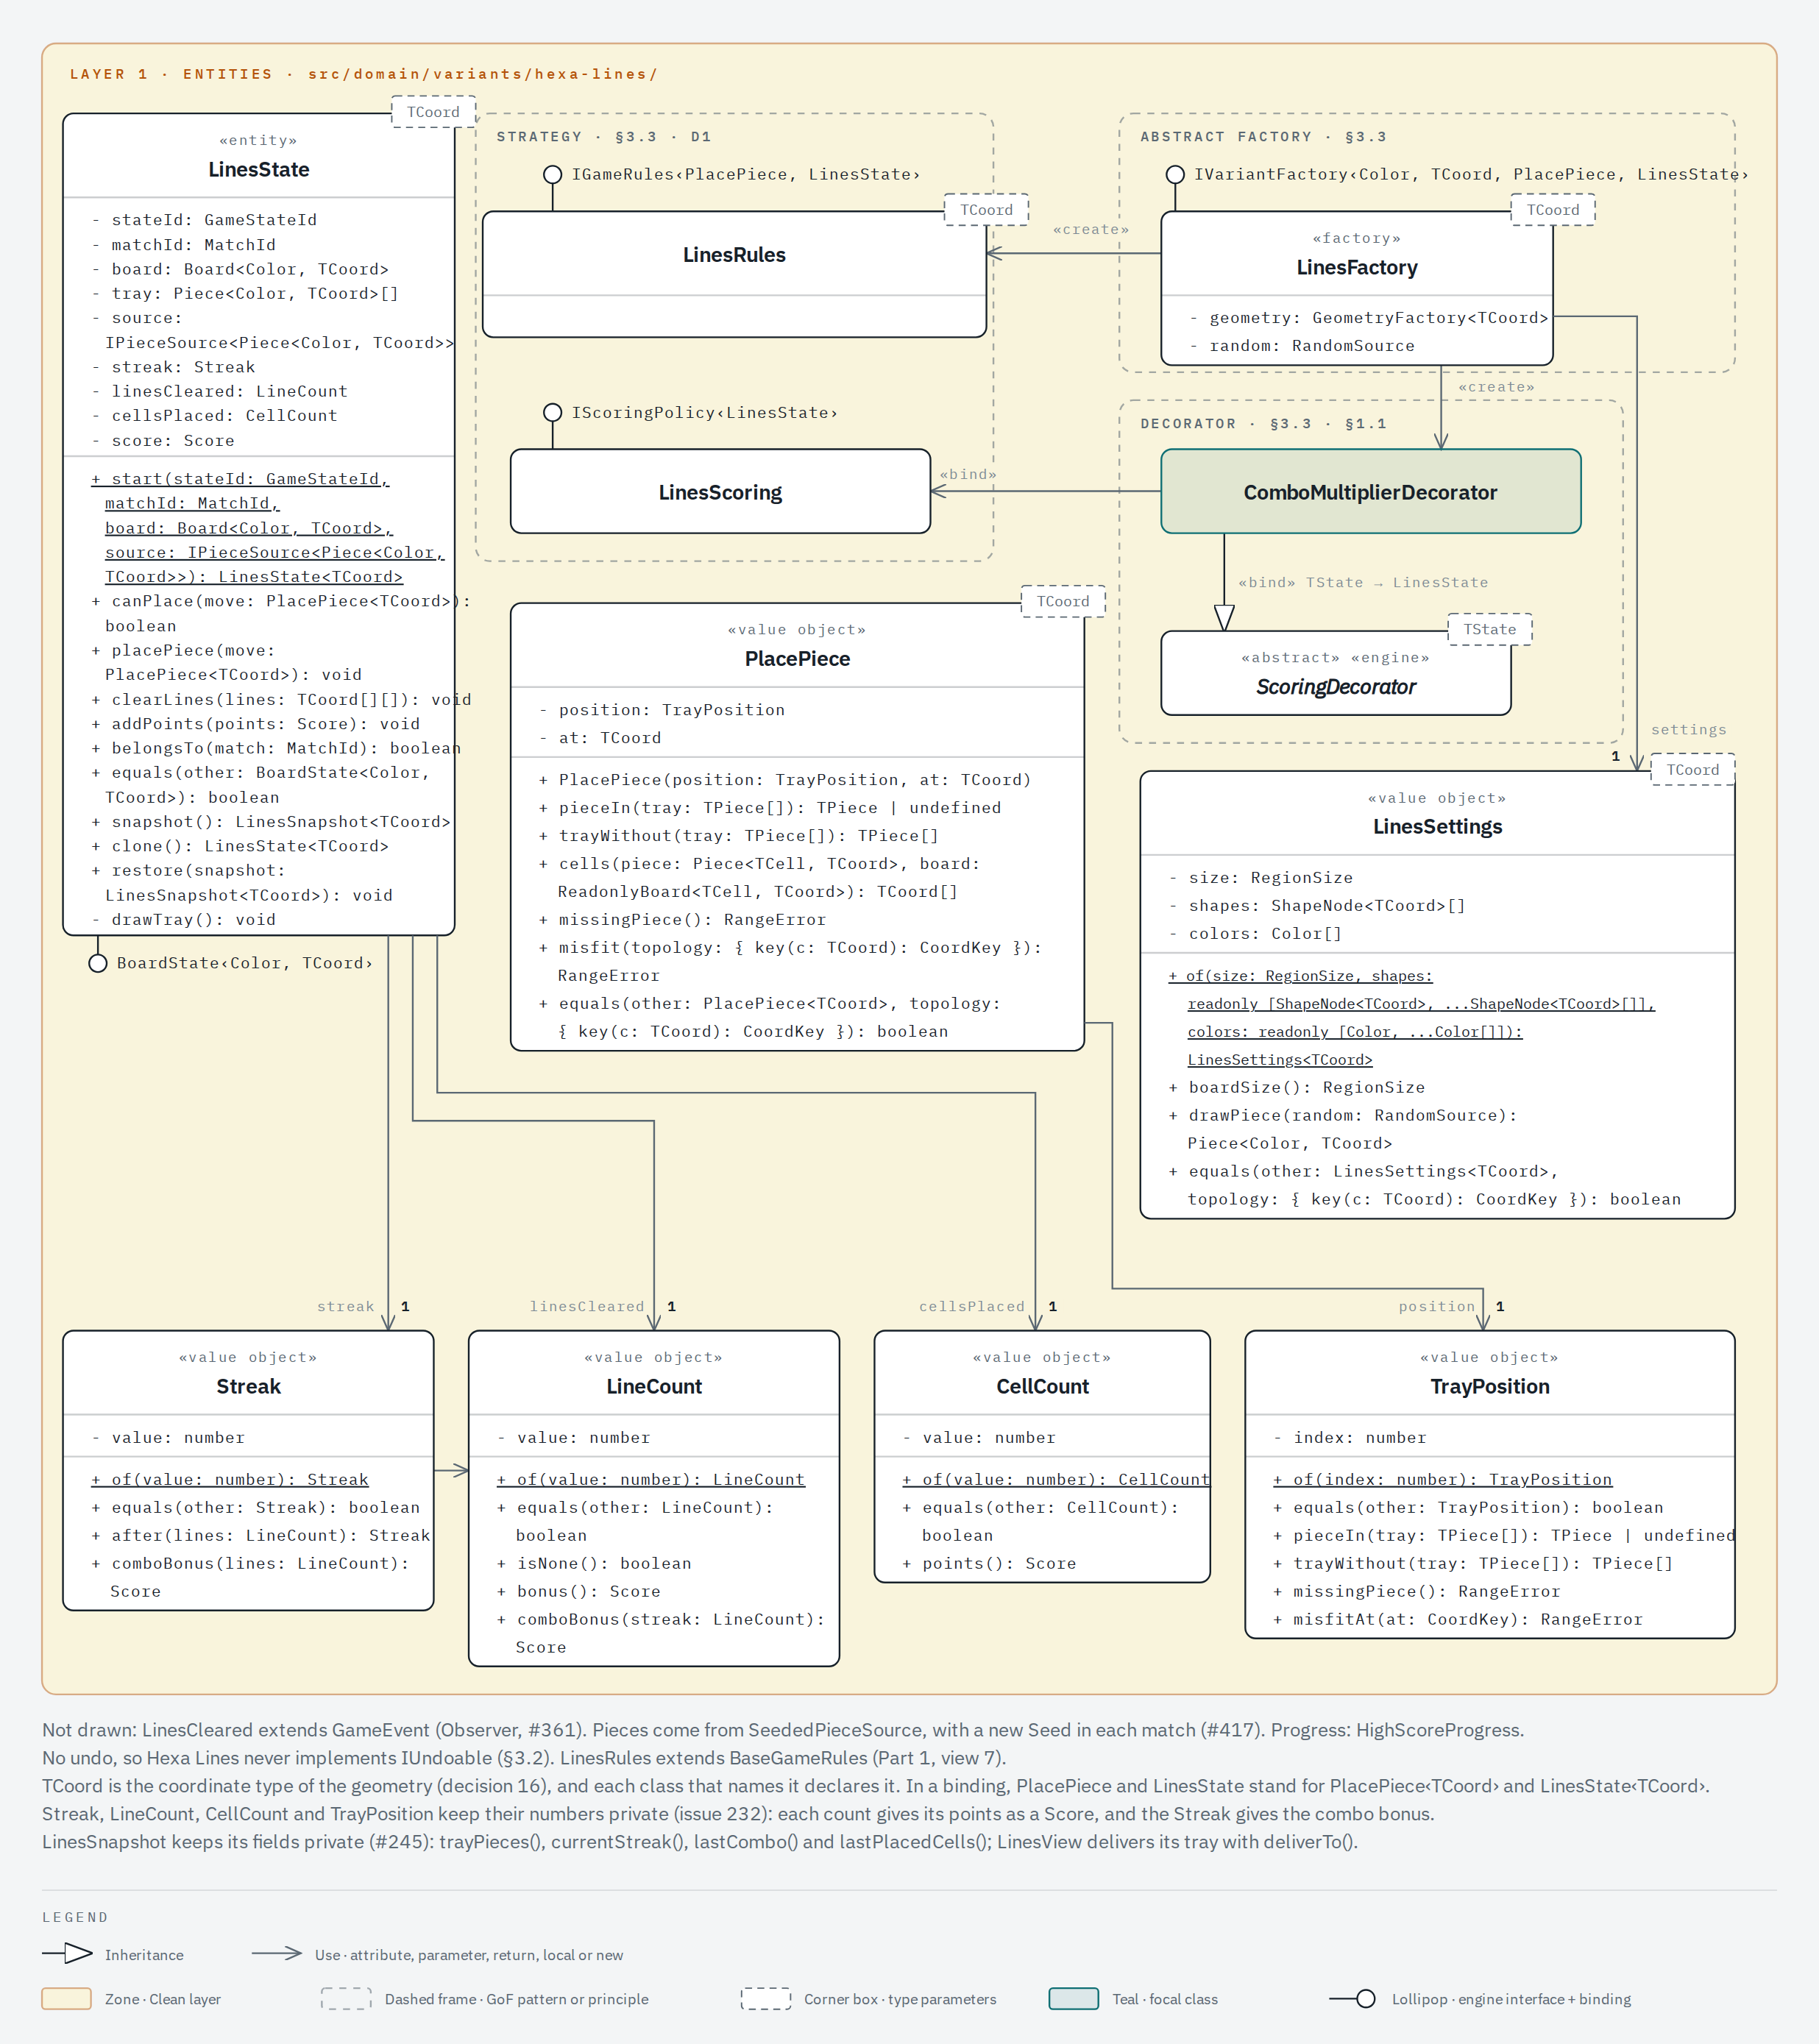 LAYER 1 · ENTITIES · src/domain/variants/hexa-lines/
TCoord
«entity»
LinesState
- stateId: GameStateId
- matchId: MatchId
- board: Board<Color, TCoord>
- tray: Piece<Color, TCoord>[]
- source:
IPieceSource<Piece<Color, TCoord>>
- streak: Streak
- linesCleared: LineCount
- cellsPlaced: CellCount
- score: Score
+ start(stateId: GameStateId,
matchId: MatchId,
board: Board<Color, TCoord>,
source: IPieceSource<Piece<Color,
TCoord>>): LinesState<TCoord>
+ canPlace(move: PlacePiece<TCoord>):
boolean
+ placePiece(move:
PlacePiece<TCoord>): void
+ clearLines(lines: TCoord[][]): void
+ addPoints(points: Score): void
+ belongsTo(match: MatchId): boolean
+ equals(other: BoardState<Color,
TCoord>): boolean
+ snapshot(): LinesSnapshot<TCoord>
+ clone(): LinesState<TCoord>
+ restore(snapshot:
LinesSnapshot<TCoord>): void
- drawTray(): void
BoardState‹Color, TCoord›
STRATEGY · §3.3 · D1
IGameRules‹PlacePiece, LinesState›
TCoord
LinesRules
IScoringPolicy‹LinesState›
LinesScoring
«create»
«bind»
ABSTRACT FACTORY · §3.3
IVariantFactory‹Color, TCoord, PlacePiece, LinesState›
TCoord
«factory»
LinesFactory
- geometry: GeometryFactory<TCoord>
- random: RandomSource
«create»
DECORATOR · §3.3 · §1.1
ComboMultiplierDecorator
«bind» TState → LinesState
TState
«abstract» «engine»
ScoringDecorator
TCoord
«value object»
PlacePiece
- position: TrayPosition
- at: TCoord
+ PlacePiece(position: TrayPosition, at: TCoord)
+ pieceIn(tray: TPiece[]): TPiece | undefined
+ trayWithout(tray: TPiece[]): TPiece[]
+ cells(piece: Piece<TCell, TCoord>, board:
ReadonlyBoard<TCell, TCoord>): TCoord[]
+ missingPiece(): RangeError
+ misfit(topology: { key(c: TCoord): CoordKey }):
RangeError
+ equals(other: PlacePiece<TCoord>, topology:
{ key(c: TCoord): CoordKey }): boolean
settings
1
TCoord
«value object»
LinesSettings
- size: RegionSize
- shapes: ShapeNode<TCoord>[]
- colors: Color[]
+ of(size: RegionSize, shapes:
readonly [ShapeNode<TCoord>, ...ShapeNode<TCoord>[]],
colors: readonly [Color, ...Color[]]):
LinesSettings<TCoord>
+ boardSize(): RegionSize
+ drawPiece(random: RandomSource):
Piece<Color, TCoord>
+ equals(other: LinesSettings<TCoord>,
topology: { key(c: TCoord): CoordKey }): boolean
streak 1
«value object»
Streak
- value: number
+ of(value: number): Streak
+ equals(other: Streak): boolean
+ after(lines: LineCount): Streak
+ comboBonus(lines: LineCount):
Score
linesCleared 1
«value object»
LineCount
- value: number
+ of(value: number): LineCount
+ equals(other: LineCount):
boolean
+ isNone(): boolean
+ bonus(): Score
+ comboBonus(streak: LineCount):
Score
cellsPlaced 1
«value object»
CellCount
- value: number
+ of(value: number): CellCount
+ equals(other: CellCount):
boolean
+ points(): Score
position 1
«value object»
TrayPosition
- index: number
+ of(index: number): TrayPosition
+ equals(other: TrayPosition): boolean
+ pieceIn(tray: TPiece[]): TPiece | undefined
+ trayWithout(tray: TPiece[]): TPiece[]
+ missingPiece(): RangeError
+ misfitAt(at: CoordKey): RangeError
Not drawn: LinesCleared extends GameEvent (Observer, #361). Pieces come from SeededPieceSource, with a new Seed in each match (#417). Progress: HighScoreProgress.
No undo, so Hexa Lines never implements IUndoable (§3.2). LinesRules extends BaseGameRules (Part 1, view 7).
TCoord is the coordinate type of the geometry (decision 16), and each class that names it declares it. In a binding, PlacePiece and LinesState stand for PlacePiece‹TCoord› and LinesState‹TCoord›.
Streak, LineCount, CellCount and TrayPosition keep their numbers private (issue 232): each count gives its points as a Score, and the Streak gives the combo bonus.
LinesSnapshot keeps its fields private (#245): trayPieces(), currentStreak(), lastCombo() and lastPlacedCells(); LinesView delivers its tray with deliverTo().
LEGEND
Inheritance
Use · attribute, parameter, return, local or new
Zone · Clean layer
Dashed frame · GoF pattern or principle
Corner box · type parameters
Teal · focal class
Lollipop · engine interface + binding